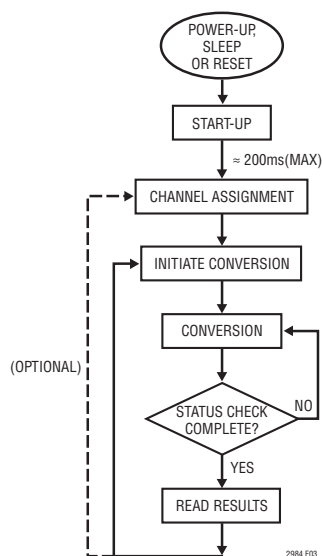 POWER-UP,
SLEEP
OR RESET
START-UP
≈ 200ms(MAX)
CHANNEL ASSIGNMENT
INITIATE CONVERSION
CONVERSION
(OPTIONAL)
STATUS CHECK
COMPLETE?
NO
YES
READ RESULTS
2984 F03